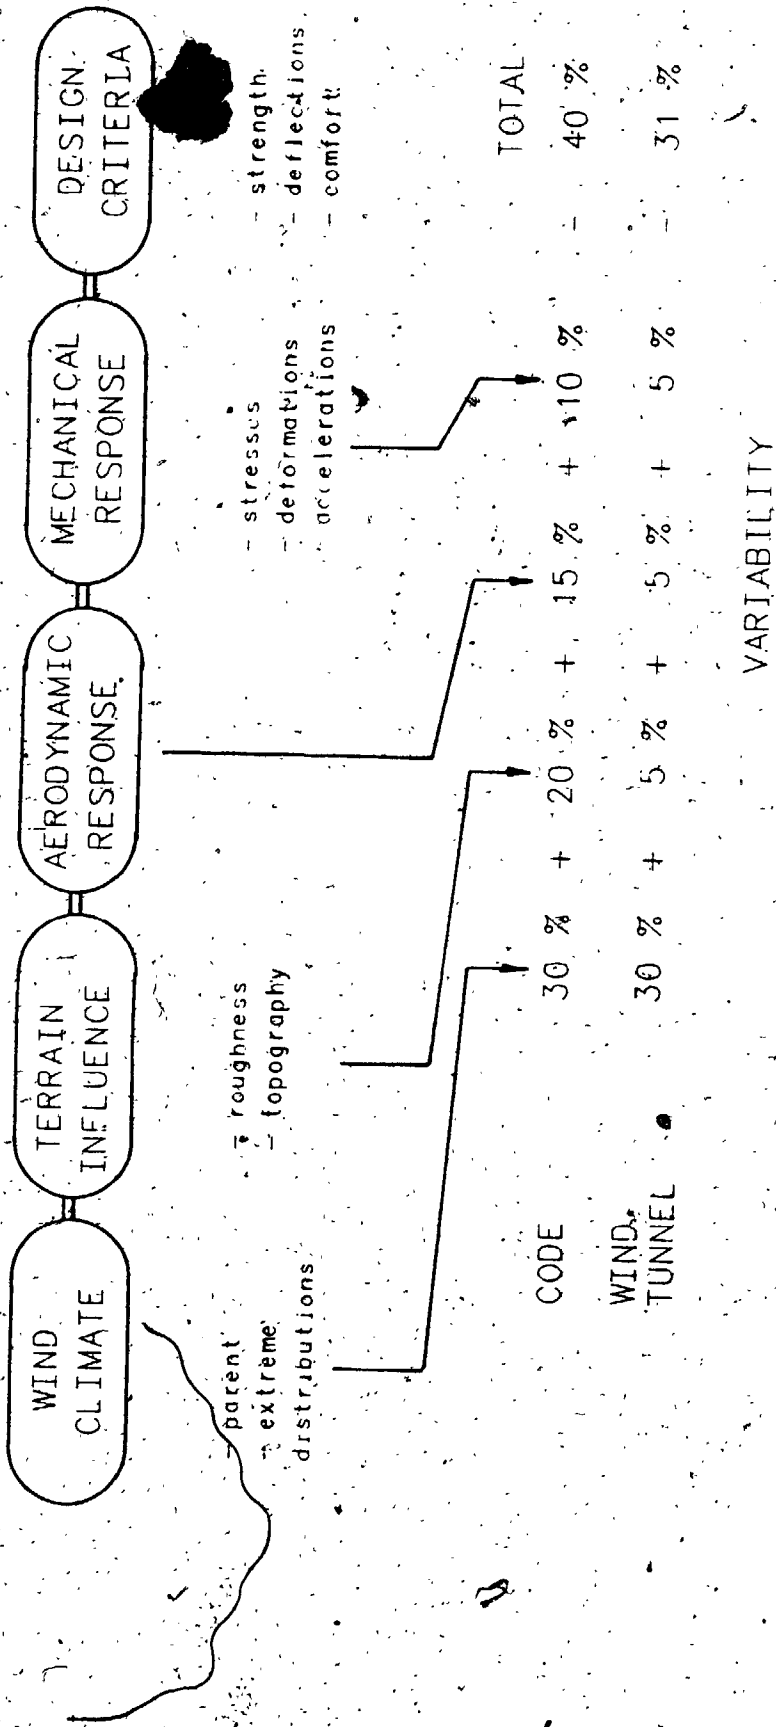 WIND
CLIMATE
TERRAIN
INFLUENCE
AERODYNAMIC
RESPONSE
MECHANICAL
RESPONSE
DESIGN
CRITERIA
- parent
- extreme
distributions
- roughness
- topography
- stresses
- deformations
accelerations
- strength
- deflections
- comfort
TOTAL
CODE 30 % + 20 % + 15 % + 10 % - 40 %
WIND
TUNNEL 30 % + 5 % + 5 % + 5 % - 31 %
VARIABILITY